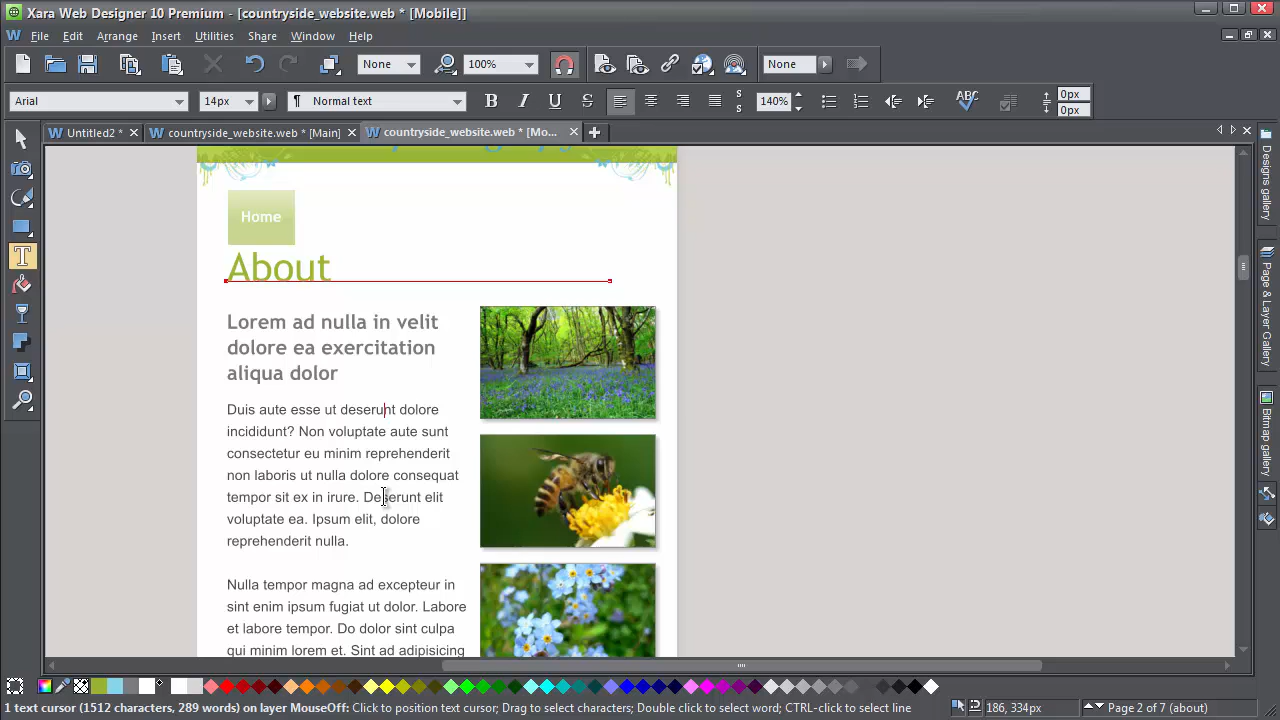 Xara Web Designer 10 Premium - [countryside_website.web * [Mobile]]
File Edit Arrange Insert Utilities Share Window Help
None 100% None
Arial 14px ¶ Normal text B I U S 140% ABC 0px
0px
Untitled2 * countryside_website.web * [Main] countryside_website.web * [Mo...
Designs gallery
Page & Layer Gallery
Bitmap gallery
Home
About
Lorem ad nulla in velit
dolore ea exercitation
aliqua dolor
Duis aute esse ut deserunt dolore
incididunt? Non voluptate aute sunt
consectetur eu minim reprehenderit
non laboris ut nulla dolore consequat
tempor sit ex in irure. Deserunt elit
voluptate ea. Ipsum elit, dolore
reprehenderit nulla.
Nulla tempor magna ad excepteur in
sint enim ipsum fugiat ut dolor. Labore
et labore tempor. Do dolor sint culpa
qui minim lorem et. Sint ad adipisicing
1 text cursor (1512 characters, 289 words) on layer MouseOff: Click to position text cursor; Drag to select characters; Double click to select word; CTRL-click to select line 186, 334px Page 2 of 7 (about)